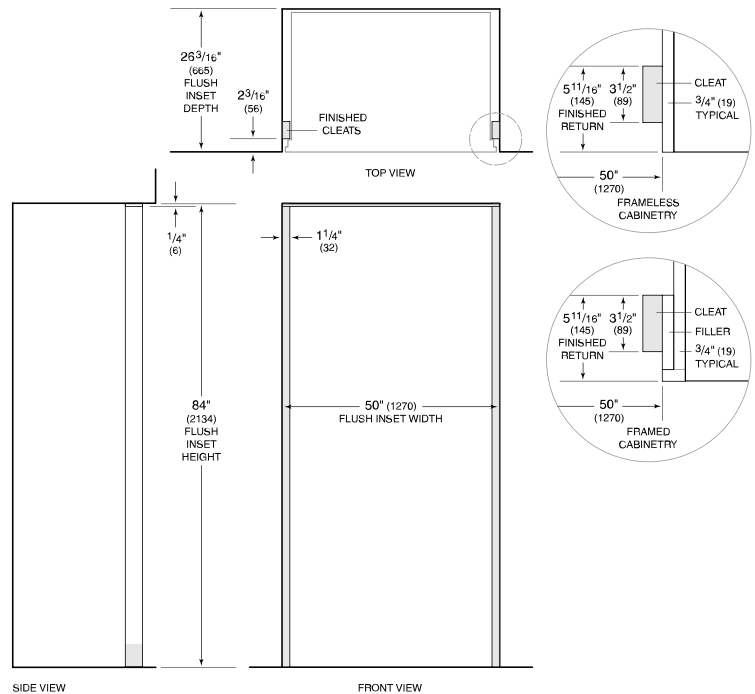 26 3/16"
(665)
FLUSH
INSET
DEPTH
2 3/16"
(56)
FINISHED
CLEATS
TOP VIEW
5 11/16"
(145)
FINISHED
RETURN
3 1/2"
(89)
CLEAT
3/4" (19)
TYPICAL
50"
(1270)
FRAMELESS
CABINETRY
1/4"
(6)
1 1/4"
(32)
5 11/16"
(145)
FINISHED
RETURN
3 1/2"
(89)
CLEAT
FILLER
3/4" (19)
TYPICAL
50"
(1270)
FRAMED
CABINETRY
84"
(2134)
FLUSH
INSET
HEIGHT
50" (1270)
FLUSH INSET WIDTH
SIDE VIEW
FRONT VIEW